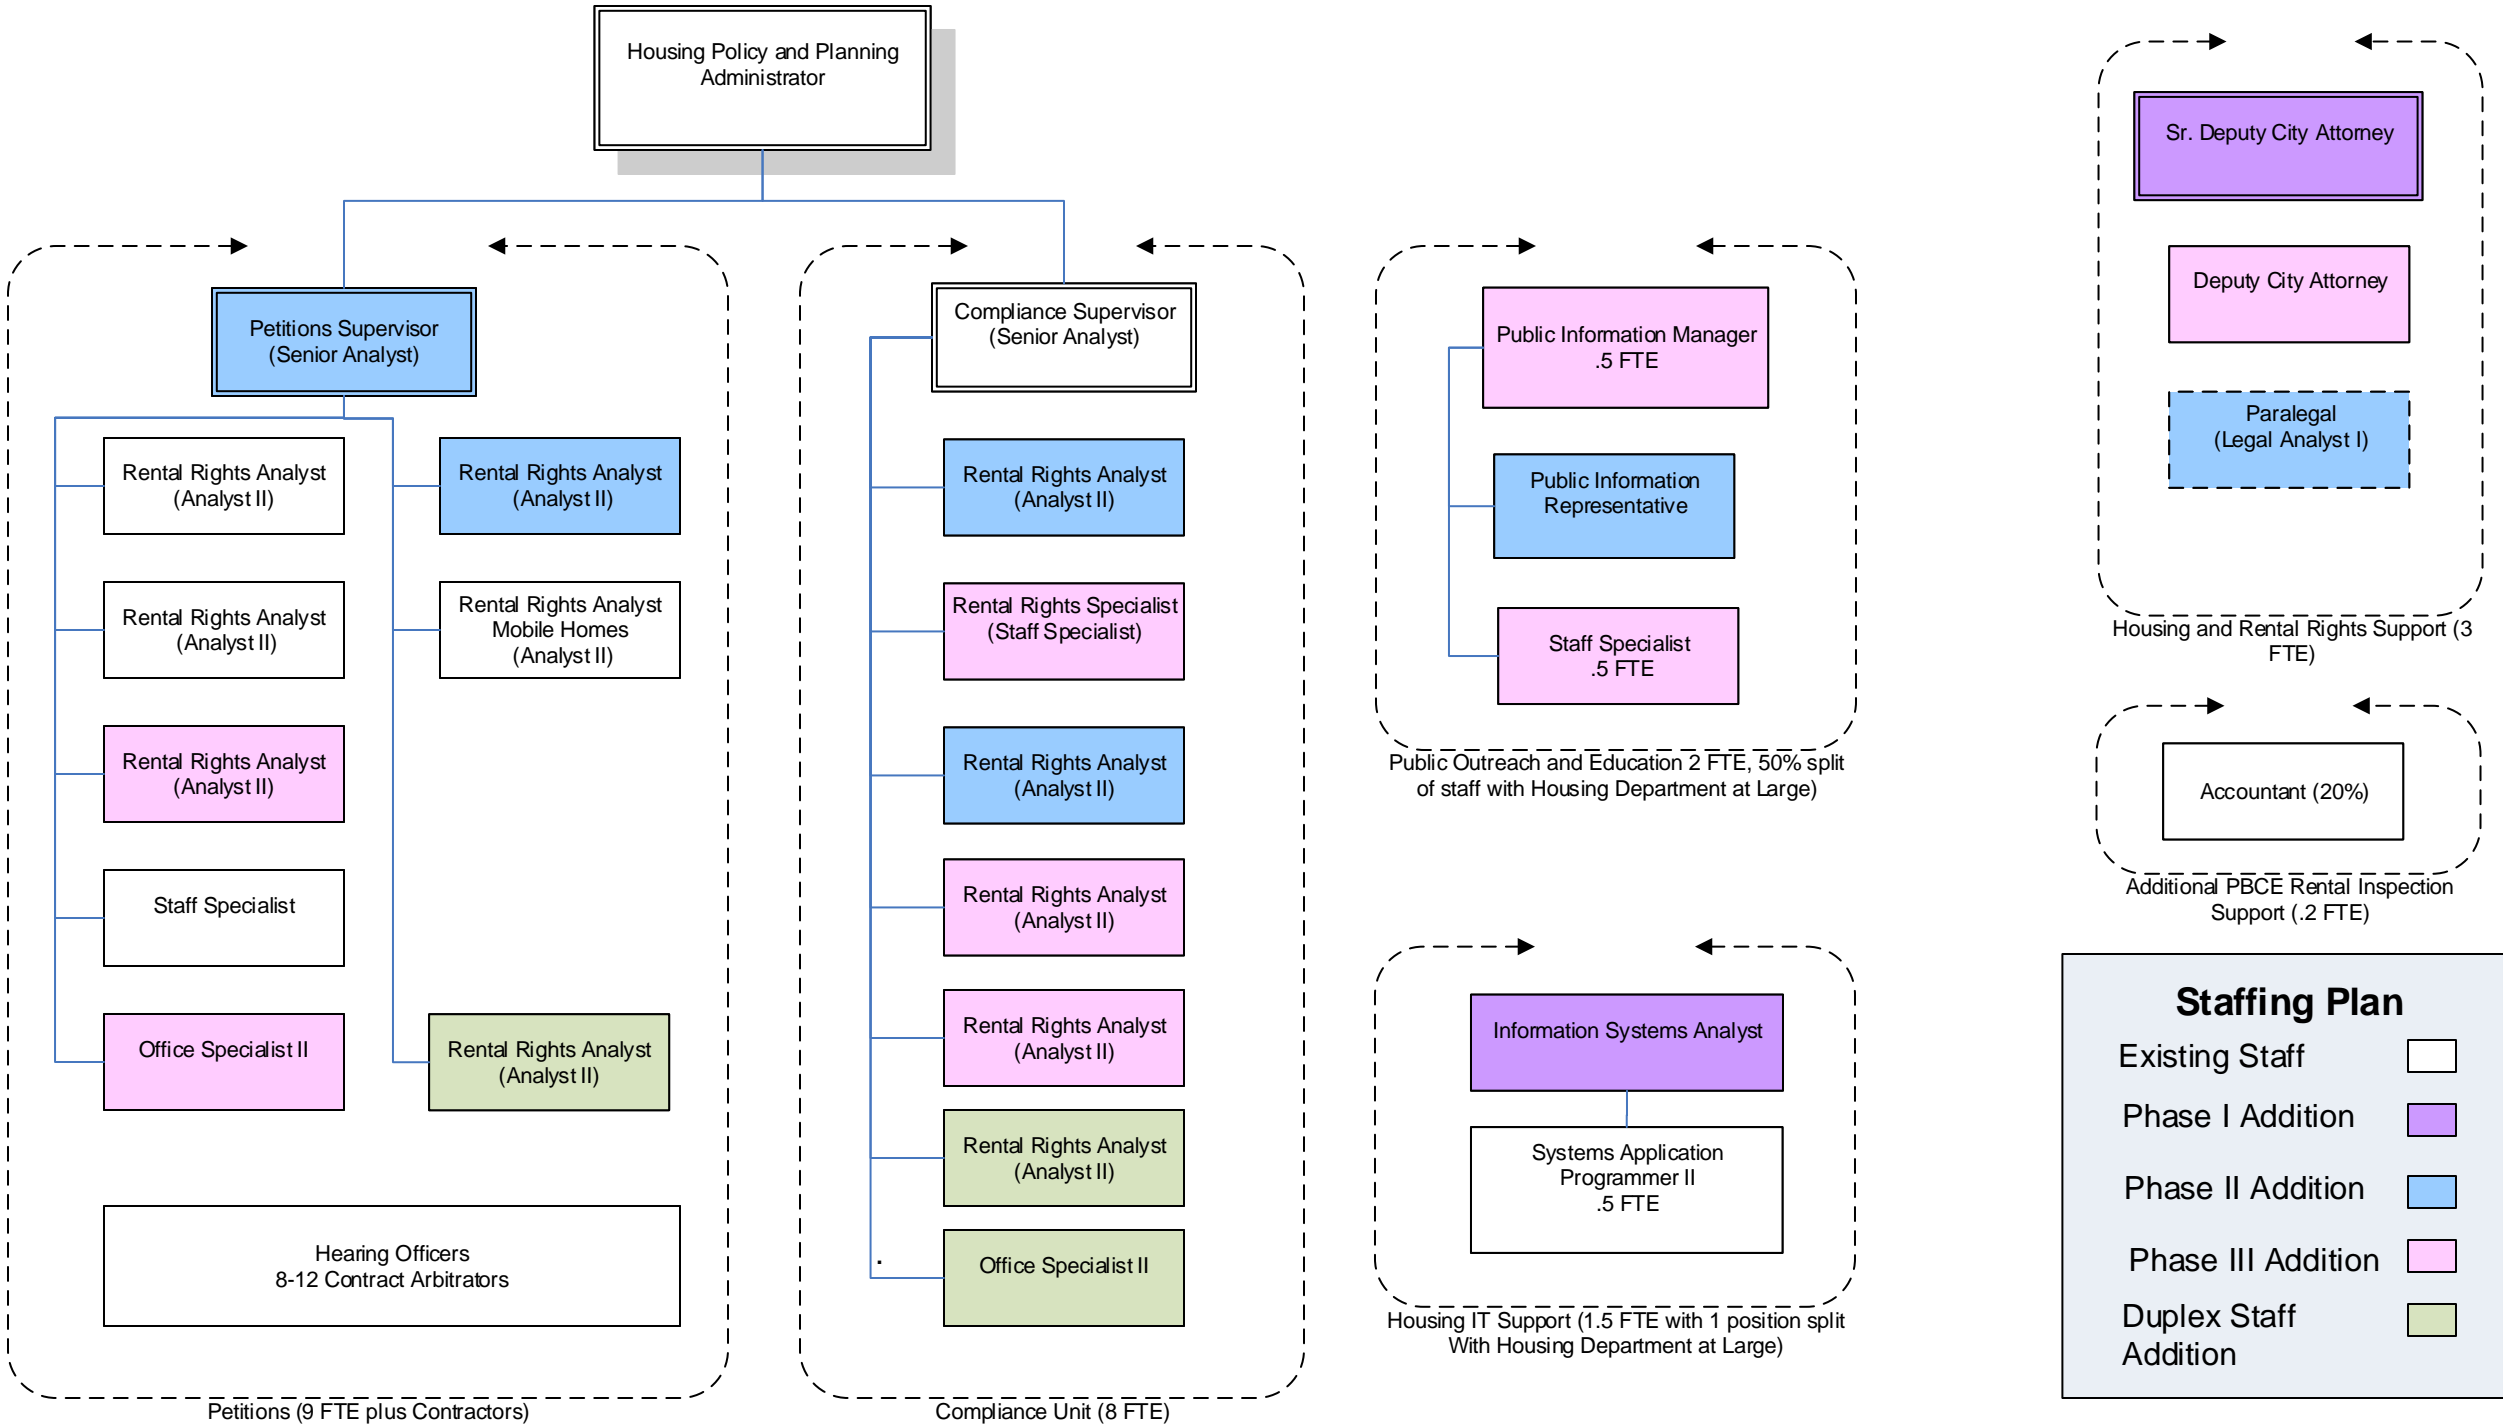 Housing Policy and Planning
Administrator
Petitions Supervisor
(Senior Analyst)
Rental Rights Analyst
(Analyst II)
Rental Rights Analyst
(Analyst II)
Rental Rights Analyst
(Analyst II)
Rental Rights Analyst
Mobile Homes
(Analyst II)
Rental Rights Analyst
(Analyst II)
Staff Specialist
Office Specialist II
Rental Rights Analyst
(Analyst II)
Hearing Officers
8-12 Contract Arbitrators
Petitions (9 FTE plus Contractors)
Compliance Supervisor
(Senior Analyst)
Rental Rights Analyst
(Analyst II)
Rental Rights Specialist
(Staff Specialist)
Rental Rights Analyst
(Analyst II)
Rental Rights Analyst
(Analyst II)
Rental Rights Analyst
(Analyst II)
Rental Rights Analyst
(Analyst II)
.
Office Specialist II
Compliance Unit (8 FTE)
Public Information Manager
.5 FTE
Public Information
Representative
Staff Specialist
.5 FTE
Public Outreach and Education 2 FTE, 50% split
of staff with Housing Department at Large)
Information Systems Analyst
Systems Application
Programmer II
.5 FTE
Housing IT Support (1.5 FTE with 1 position split
With Housing Department at Large)
Sr. Deputy City Attorney
Deputy City Attorney
Paralegal
(Legal Analyst I)
Housing and Rental Rights Support (3
FTE)
Accountant (20%)
Additional PBCE Rental Inspection
Support (.2 FTE)
Staffing Plan
Existing Staff
Phase I Addition
Phase II Addition
Phase III Addition
Duplex Staff
Addition